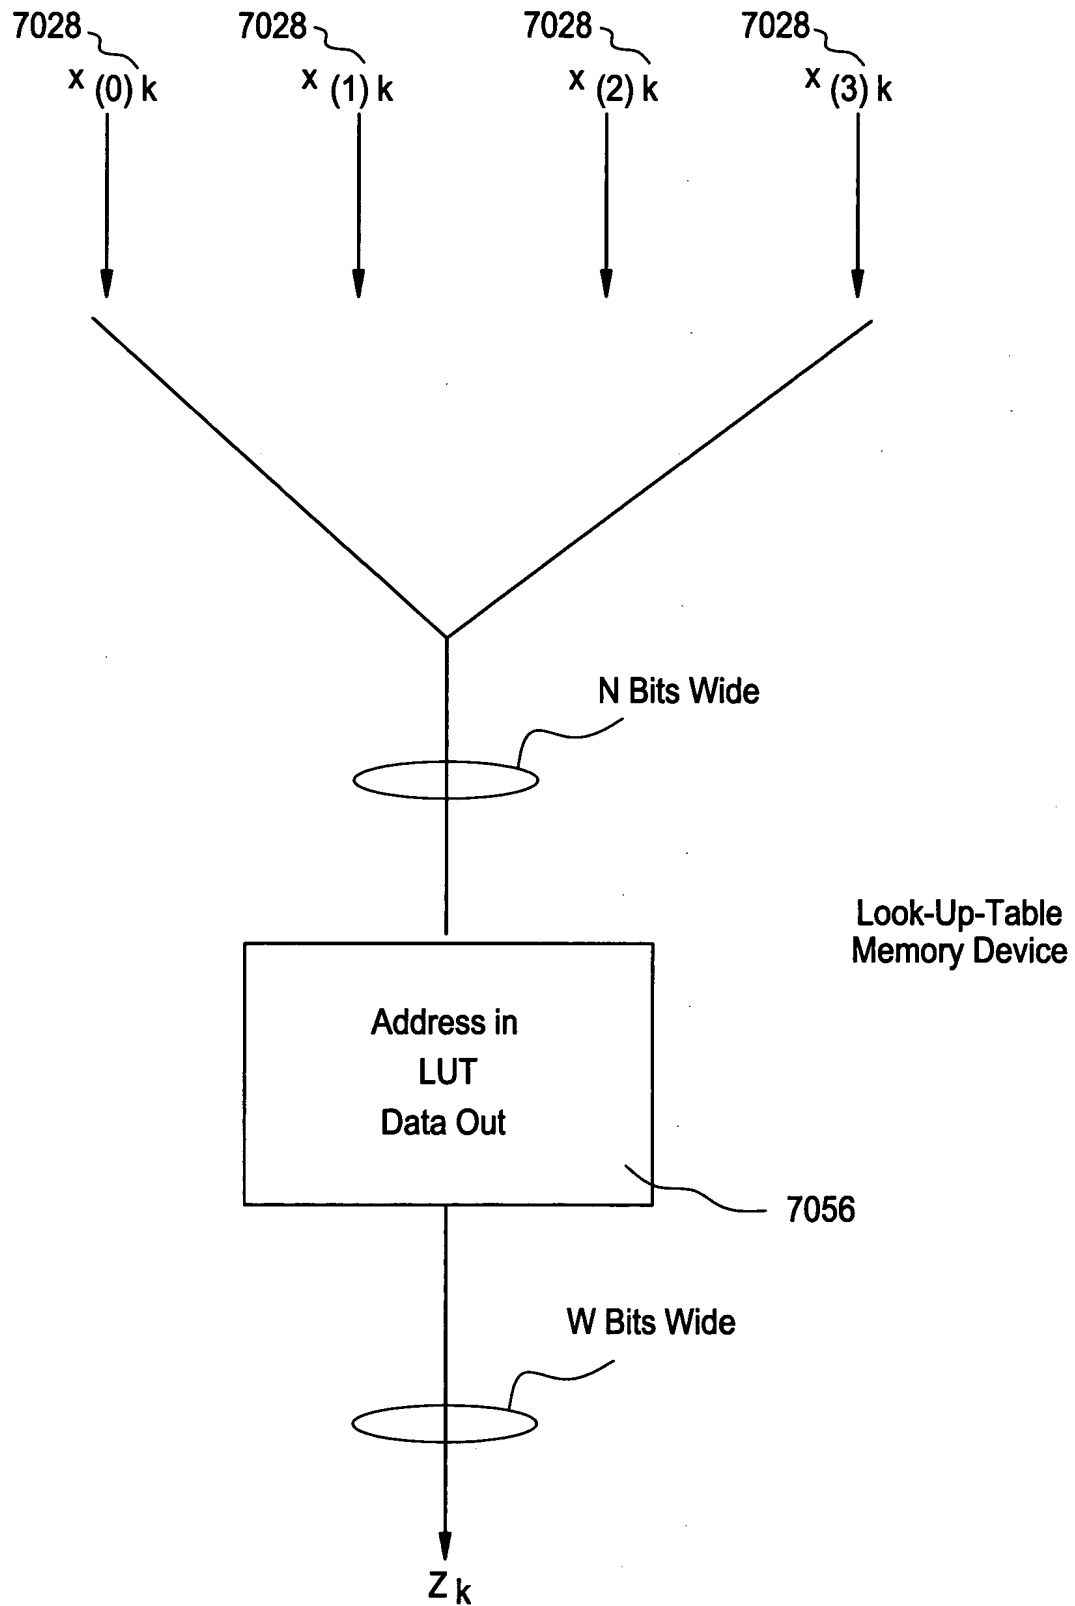 7028 7028 7028 7028
x (0) k x (1) k x (2) k x (3) k
N Bits Wide
Look-Up-Table
Memory Device
Address in
LUT
Data Out
7056
W Bits Wide
Z k